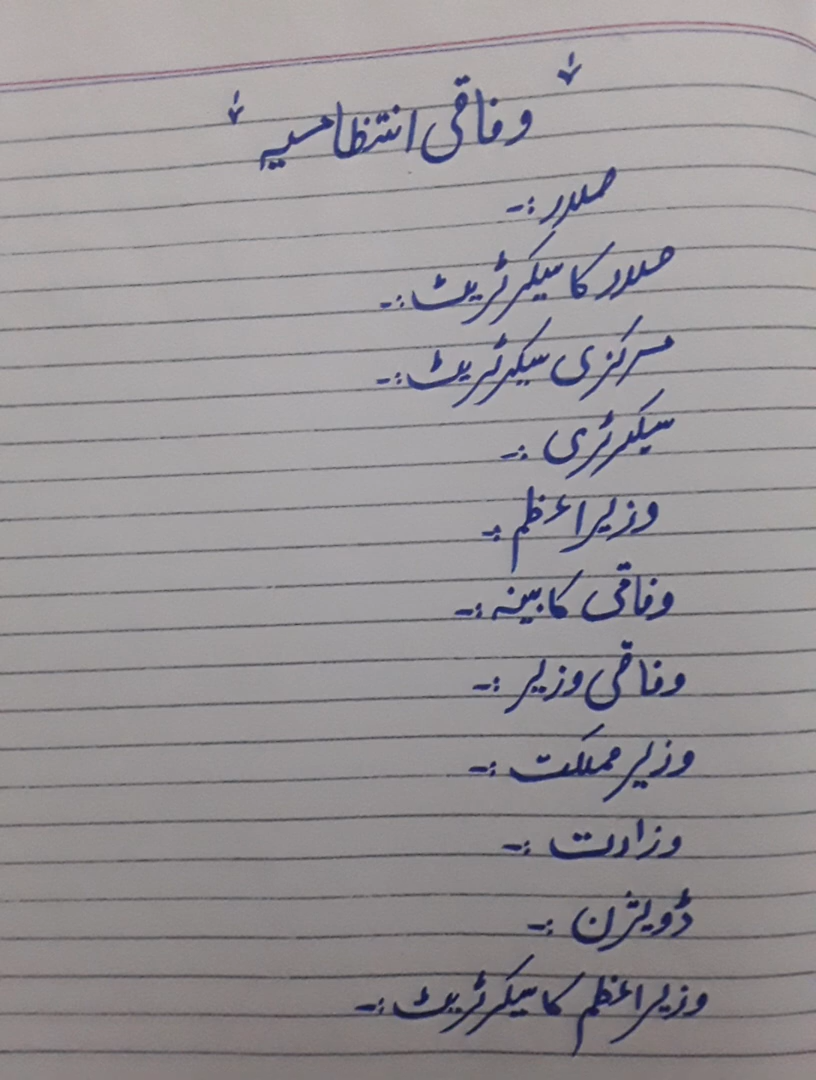 "وفاقی انتظامیہ"
صدر :-
صدر کا سیکرٹریٹ :-
مرکزی سیکرٹریٹ :-
سیکرٹری :-
وزیراعظم :-
وفاقی کابینہ :-
وفاقی وزیر :-
وزیر مملکت :-
وزارت :-
ڈویژن :-
وزیراعظم کا سیکرٹریٹ :-